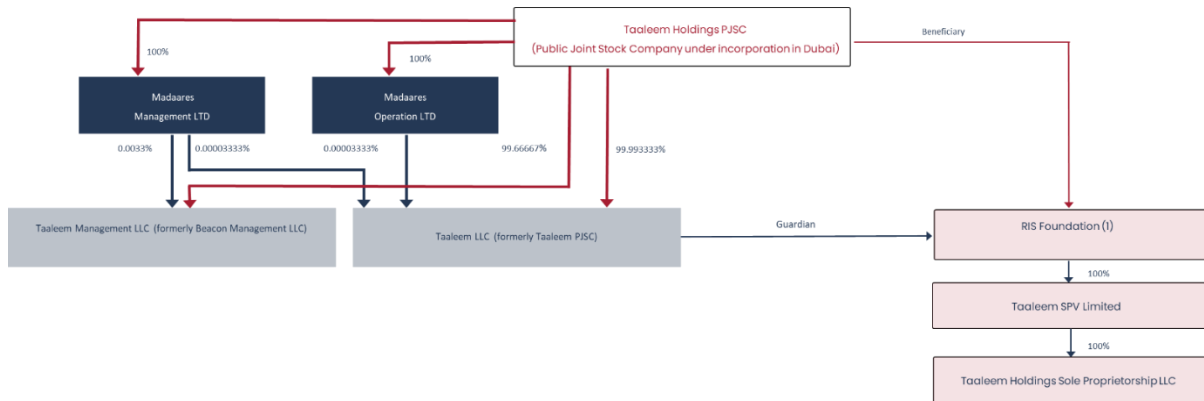 Taaleem Holdings PJSC
(Public Joint Stock Company under incorporation in Dubai)
Beneficiary
100%
100%
Madaares
Management LTD
Madaares
Operation LTD
0.0033%
0.00003333%
0.00003333%
99.66667%
99.993333%
Taaleem Management LLC (formerly Beacon Management LLC)
Taaleem LLC (formerly Taaleem PJSC)
Guardian
RIS Foundation (1)
100%
Taaleem SPV Limited
100%
Taaleem Holdings Sole Proprietorship LLC